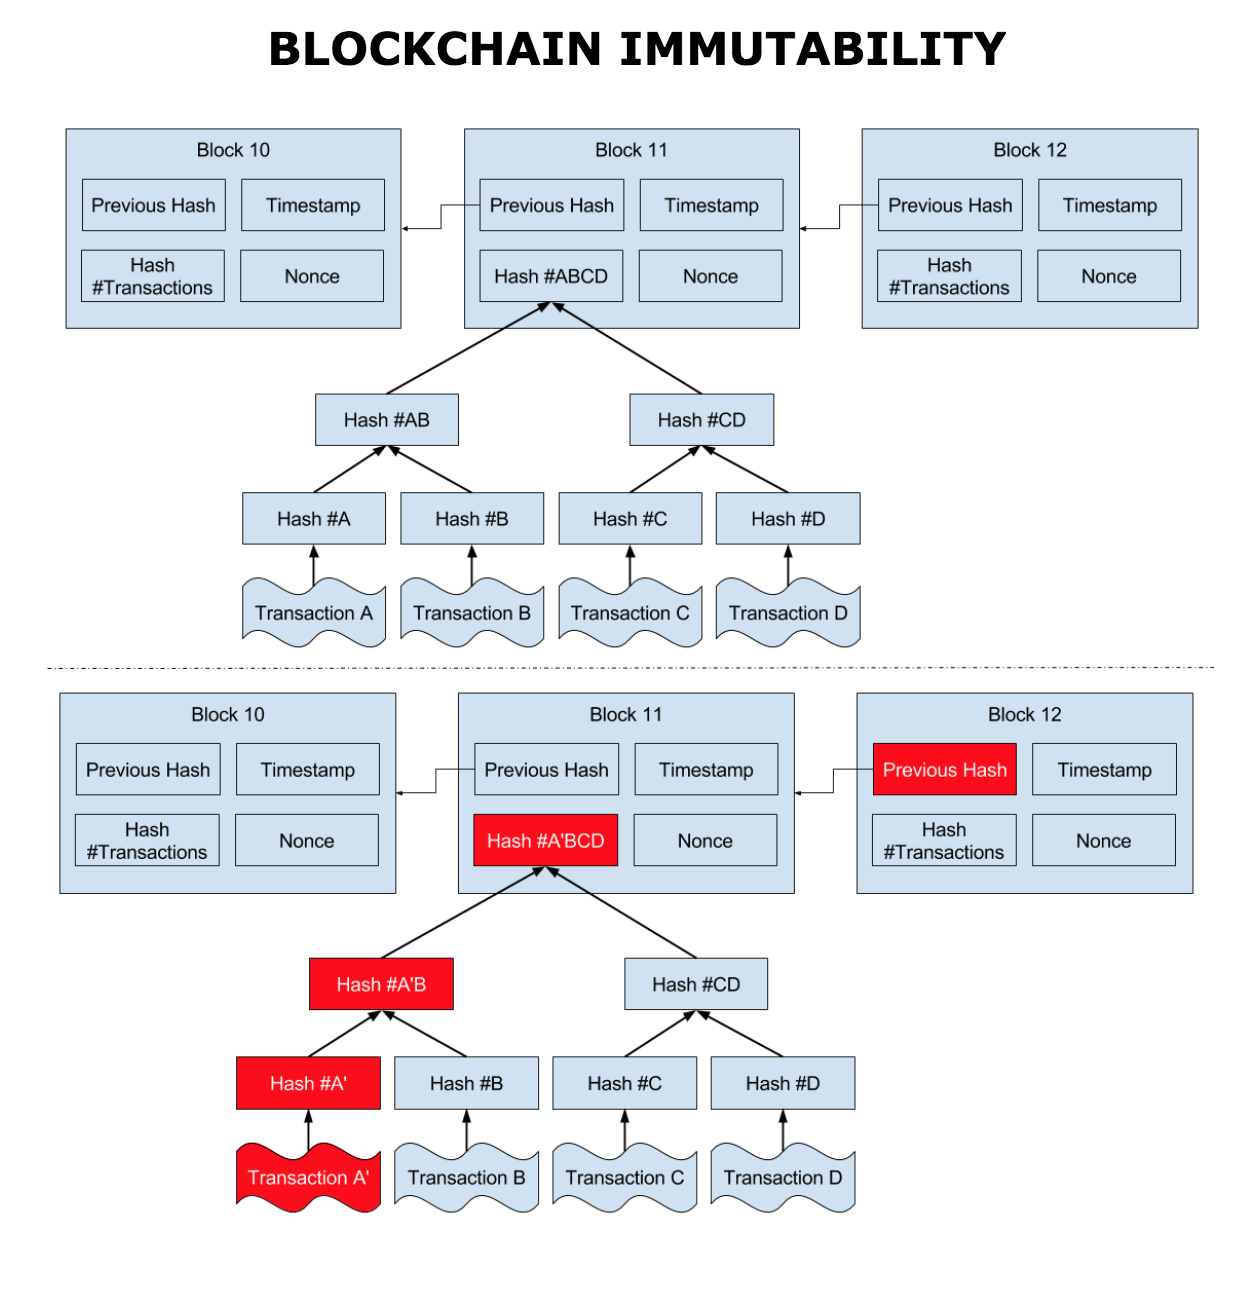 BLOCKCHAIN IMMUTABILITY
Block 10
Block 11
Block 12
Previous Hash
Timestamp
Previous Hash
Timestamp
Previous Hash
Timestamp
Hash
#Transactions
Nonce
Hash #ABCD
Nonce
Hash
#Transactions
Nonce
Hash #AB
Hash #CD
Hash #A
Hash #B
Hash #C
Hash #D
Transaction A
Transaction B
Transaction C
Transaction D
Block 10
Block 11
Block 12
Previous Hash
Timestamp
Previous Hash
Timestamp
Previous Hash
Timestamp
Hash
#Transactions
Nonce
Hash #A'BCD
Nonce
Hash
#Transactions
Nonce
Hash #A'B
Hash #CD
Hash #A'
Hash #B
Hash #C
Hash #D
Transaction A'
Transaction B
Transaction C
Transaction D